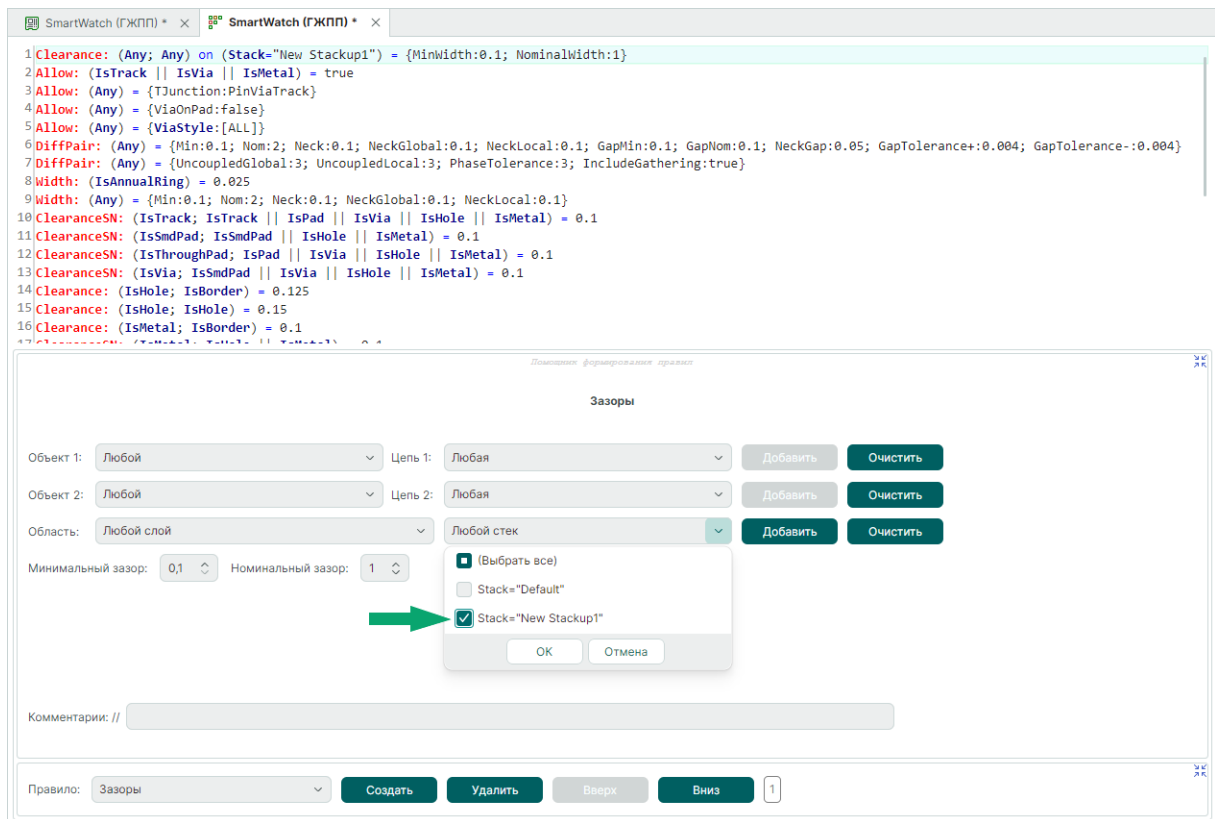 SmartWatch (ГЖПП) * × SmartWatch (ГЖПП) * ×
1 Clearance: (Any; Any) on (Stack="New Stackup1") = {MinWidth:0.1; NominalWidth:1}
2 Allow: (IsTrack || IsVia || IsMetal) = true
3 Allow: (Any) = {TJunction:PinViaTrack}
4 Allow: (Any) = {ViaOnPad:false}
5 Allow: (Any) = {ViaStyle:[ALL]}
6 DiffPair: (Any) = {Min:0.1; Nom:2; Neck:0.1; NeckGlobal:0.1; NeckLocal:0.1; GapMin:0.1; GapNom:0.1; NeckGap:0.05; GapTolerance+:0.004; GapTolerance-:0.004}
7 DiffPair: (Any) = {UncoupledGlobal:3; UncoupledLocal:3; PhaseTolerance:3; IncludeGathering:true}
8 Width: (IsAnnualRing) = 0.025
9 Width: (Any) = {Min:0.1; Nom:2; Neck:0.1; NeckGlobal:0.1; NeckLocal:0.1}
10 ClearanceSN: (IsTrack; IsTrack || IsPad || IsVia || IsHole || IsMetal) = 0.1
11 ClearanceSN: (IsSmdPad; IsSmdPad || IsHole || IsMetal) = 0.1
12 ClearanceSN: (IsThroughPad; IsPad || IsVia || IsHole || IsMetal) = 0.1
13 ClearanceSN: (IsVia; IsSmdPad || IsVia || IsHole || IsMetal) = 0.1
14 Clearance: (IsHole; IsBorder) = 0.125
15 Clearance: (IsHole; IsHole) = 0.15
16 Clearance: (IsMetal; IsBorder) = 0.1
17 ClearanceSN: (IsMetal; IsHole || IsMetal) = 0.1
Помощник формирования правил
Зазоры
Объект 1: Любой Цепь 1: Любая Добавить Очистить
Объект 2: Любой Цепь 2: Любая Добавить Очистить
Область: Любой слой Любой стек Добавить Очистить
Минимальный зазор: 0,1 Номинальный зазор: 1 (Выбрать все)
Stack="Default"
Stack="New Stackup1"
OK Отмена
Комментарии: //
Правило: Зазоры Создать Удалить Вверх Вниз 1